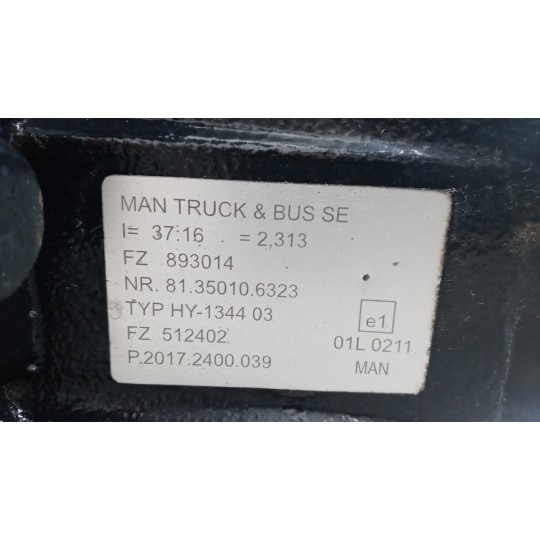 MAN TRUCK & BUS SE
I= 37:16 = 2,313
FZ 893014
NR. 81.35010.6323
TYP HY-1344 03
e1
FZ 512402
01L 0211
P.2017.2400.039
MAN